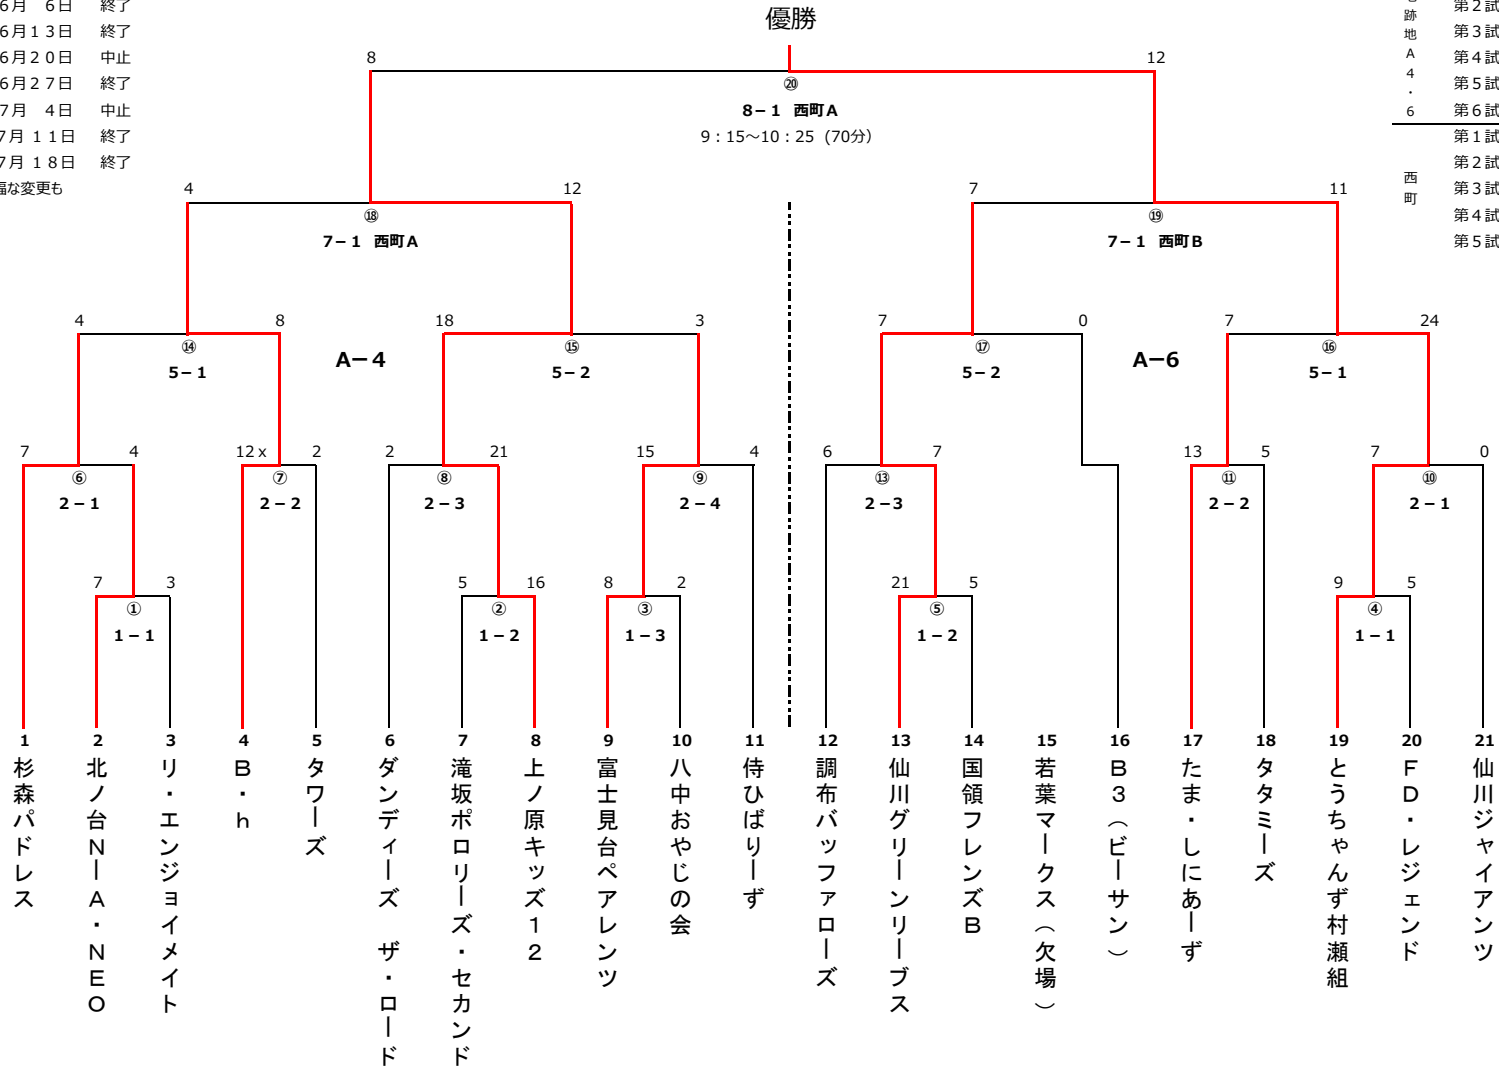 6月　6日　終了
6月13日　終了
6月20日　中止
6月27日　終了
7月　4日　中止
7月 11日　終了
7月 18日　終了
幅な変更も
優勝
跡地A4・6
第2試
第3試
第4試
第5試
第6試
西町
第1試
第2試
第3試
第4試
第5試
8 12
⑳
8－1 西町A
9：15～10：25 (70分)
4 12 7 11
⑱ ⑲
7－1 西町A 7－1 西町B
4 8 18 3 7 0 7 24
⑭ ⑮ ⑰ ⑯
A－4 A－6
5－1 5－2 5－2 5－1
7 4 12x 2 2 21 15 4 6 7 13 5 7 0
⑥ ⑦ ⑧ ⑨ ⑬ ⑪ ⑩
2－1 2－2 2－3 2－4 2－3 2－2 2－1
7 3 5 16 8 2 21 5 9 5
① ② ③ ⑤ ④
1－1 1－2 1－3 1－2 1－1
1 2 3 4 5 6 7 8 9 10 11 12 13 14 15 16 17 18 19 20 21
杉森パドレス
北ノ台NーA・NEO
リ・エンジョイメイト
B・h
タワーズ
ダンディーズ　ザ・ロード
滝坂ポロリーズ・セカンド
上ノ原キッズ12
富士見台ペアレンツ
八中おやじの会
侍ひばりーず
調布バッファローズ
仙川グリーンリーブス
国領フレンズB
若葉マークス（欠場）
B3（ビーサン）
たま・しにあーず
タタミーズ
とうちゃんず村瀬組
FD・レジェンド
仙川ジャイアンツ